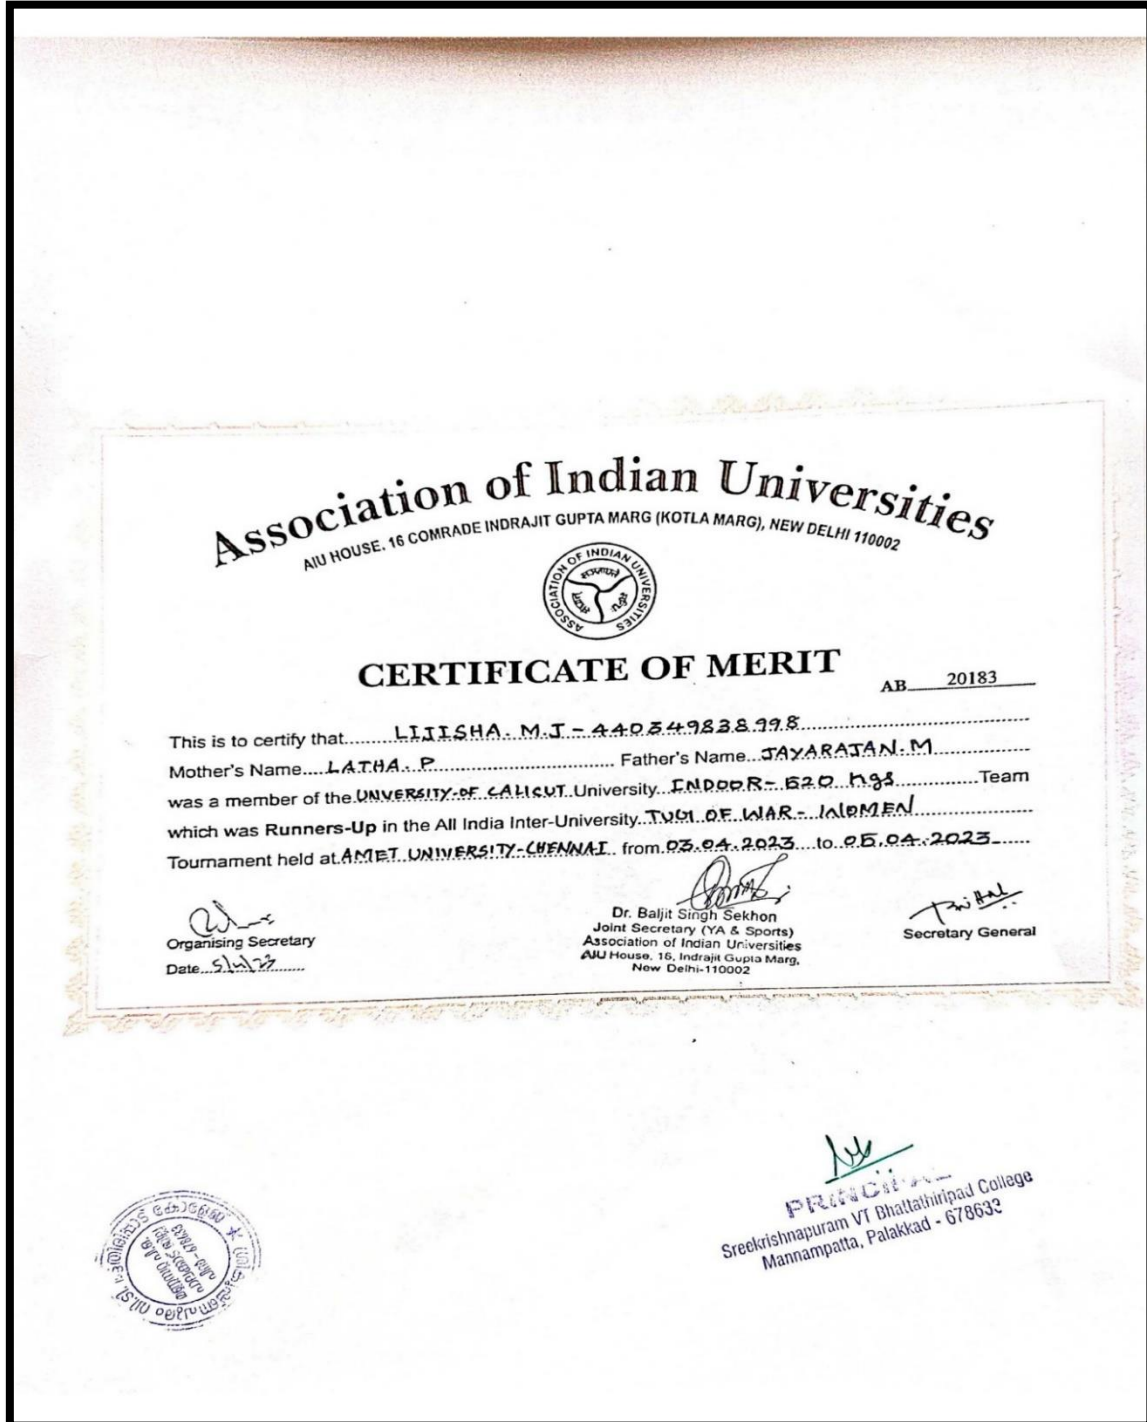 Association of Indian Universities
AIU HOUSE. 16 COMRADE INDRAJIT GUPTA MARG (KOTLA MARG), NEW DELHI 110002
ASSOCIATION OF INDIAN UNIVERSITIES
CERTIFICATE OF MERIT
AB 20183
This is to certify that LIJISHA. M.J - 440349838998
Mother's Name LATHA. P Father's Name JAYARAJAN. M
was a member of the UNVERSITY-OF CALICUT University INDOOR- 520 kgs Team
which was Runners-Up in the All India Inter-University TUG OF WAR - WOMEN
Tournament held at AMET UNIVERSITY-CHENNAI from 03.04.2023 to 05.04.2023
Organising Secretary
Date 5/4/23
Dr. Baljit Singh Sekhon
Joint Secretary (YA & Sports)
Association of Indian Universities
AIU House, 16, Indrajit Gupta Marg,
New Delhi-110002
Secretary General
PRINCIPAL
Sreekrishnapuram VT Bhattathiripad College
Mannampatta, Palakkad - 678633